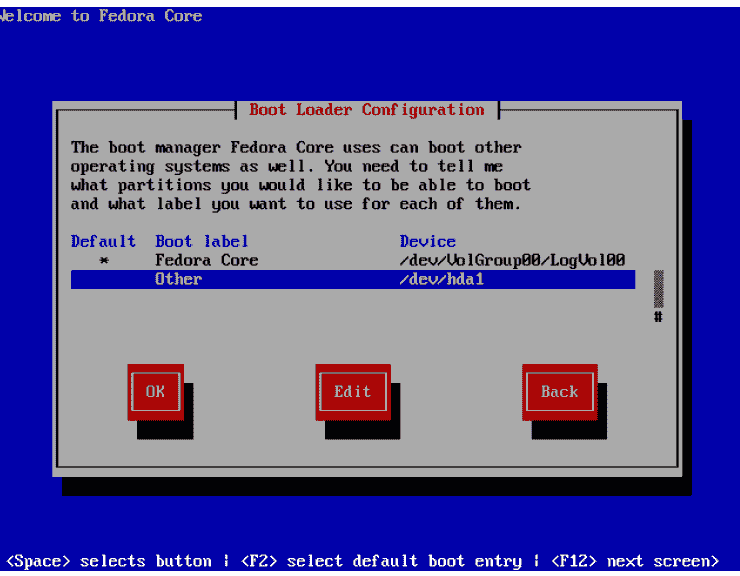 Welcome to Fedora Core
Boot Loader Configuration
The boot manager Fedora Core uses can boot other
operating systems as well. You need to tell me
what partitions you would like to be able to boot
and what label you want to use for each of them.
Default Boot label Device
* Fedora Core /dev/VolGroup00/LogVol00
Other /dev/hda1
#
OK Edit Back
<Space> selects button | <F2> select default boot entry | <F12> next screen>